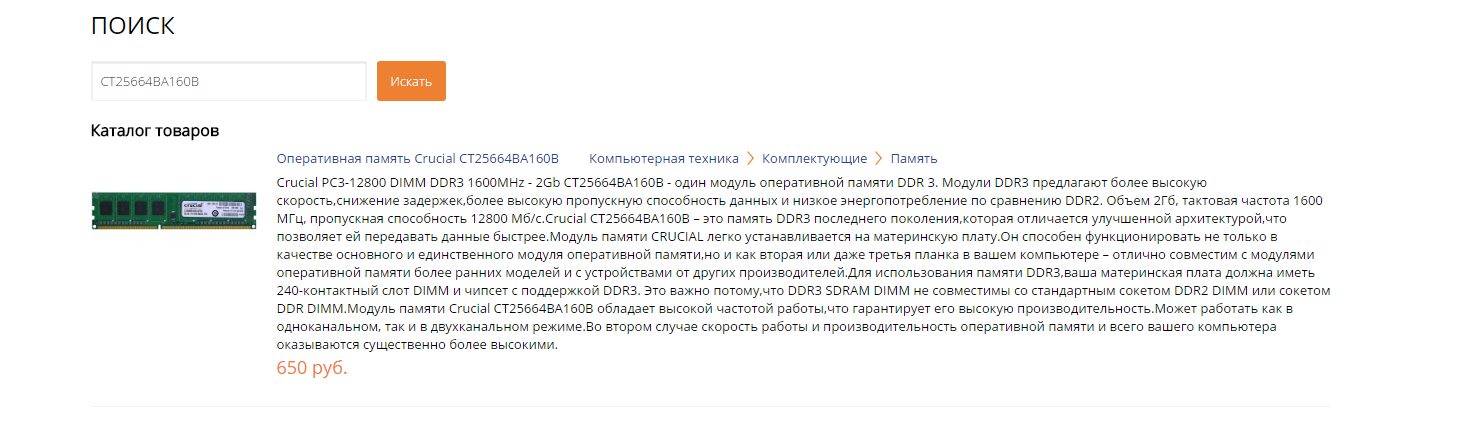 ПОИСК
CT25664BA160B
Искать
Каталог товаров
Оперативная память Crucial CT25664BA160B Компьютерная техника > Комплектующие > Память
Crucial PC3-12800 DIMM DDR3 1600MHz - 2Gb CT25664BA160B - один модуль оперативной памяти DDR 3. Модули DDR3 предлагают более высокую
скорость,снижение задержек,более высокую пропускную способность данных и низкое энергопотребление по сравнению DDR2. Объем 2Гб, тактовая частота 1600
МГц, пропускная способность 12800 Мб/с.Crucial CT25664BA160B – это память DDR3 последнего поколения,которая отличается улучшенной архитектурой,что
позволяет ей передавать данные быстрее.Модуль памяти CRUCIAL легко устанавливается на материнскую плату.Он способен функционировать не только в
качестве основного и единственного модуля оперативной памяти,но и как вторая или даже третья планка в вашем компьютере – отлично совместим с модулями
оперативной памяти более ранних моделей и с устройствами от других производителей.Для использования памяти DDR3,ваша материнская плата должна иметь
240-контактный слот DIMM и чипсет с поддержкой DDR3. Это важно потому,что DDR3 SDRAM DIMM не совместимы со стандартным сокетом DDR2 DIMM или сокетом
DDR DIMM.Модуль памяти Crucial CT25664BA160B обладает высокой частотой работы,что гарантирует его высокую производительность.Может работать как в
одноканальном, так и в двухканальном режиме.Во втором случае скорость работы и производительность оперативной памяти и всего вашего компьютера
оказываются существенно более высокими.
650 руб.
crucial